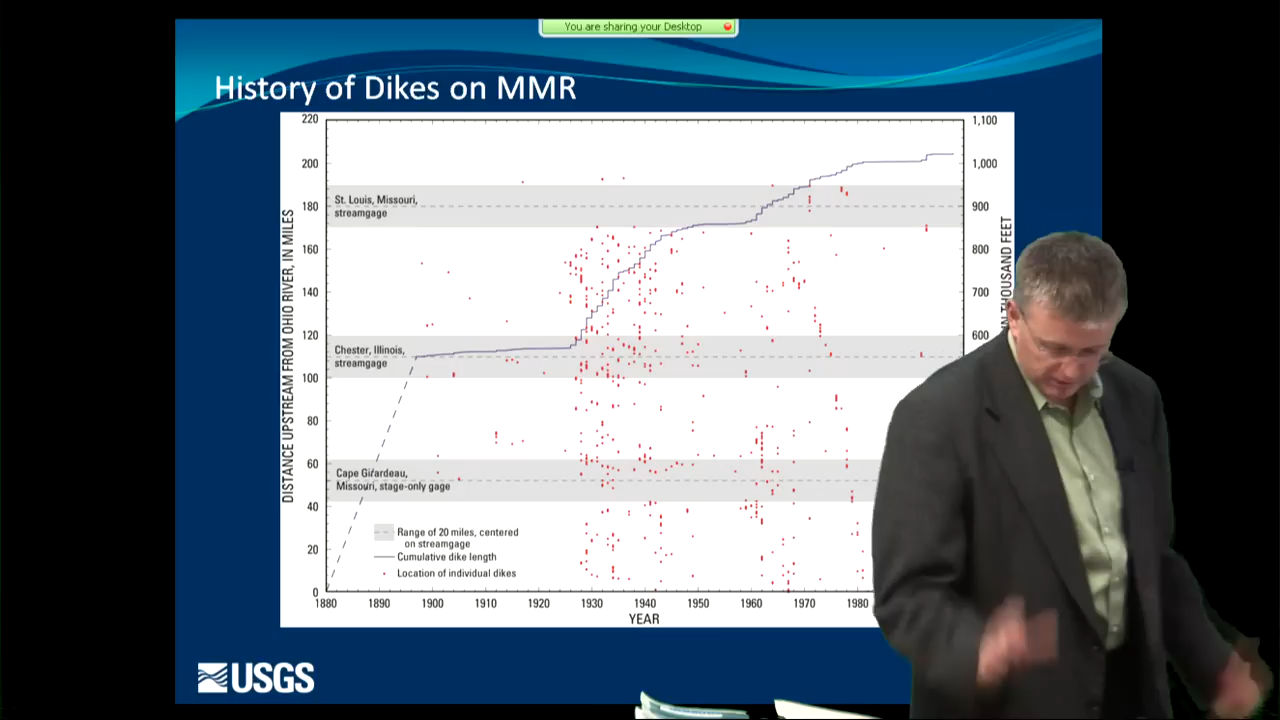 You are sharing your Desktop
History of Dikes on MMR
220
200
180
160
140
120
100
80
60
40
20
0
DISTANCE UPSTREAM FROM OHIO RIVER, IN MILES
St. Louis, Missouri,
streamgage
Chester, Illinois,
streamgage
Cape Girardeau,
Missouri, stage-only gage
Range of 20 miles, centered
on streamgage
Cumulative dike length
Location of individual dikes
1,100
1,000
900
800
700
600
THOUSAND FEET
1880
1890
1900
1910
1920
1930
1940
1950
1960
1970
1980
YEAR
USGS